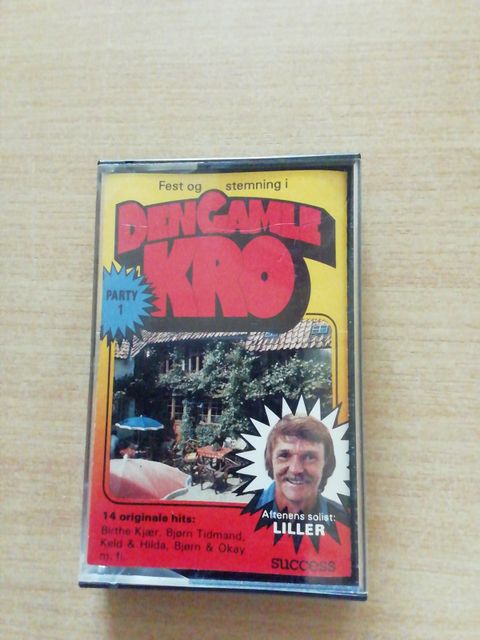 Fest og stemning i
DEN GAMLE
KRO
PARTY
1
Aftenens solist:
LILLER
14 originale hits:
Birthe Kjær, Bjørn Tidmand,
Keld & Hilda, Bjørn & Okay
m. fl.
success